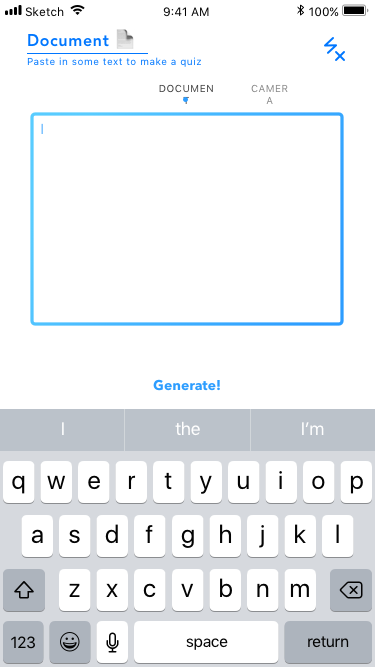 Sketch 9:41 AM 100%
Document
Paste in some text to make a quiz
DOCUMEN
T
CAMER
A
Generate!
I the I'm
q w e r t y u i o p
a s d f g h j k l
z x c v b n m
123 space return